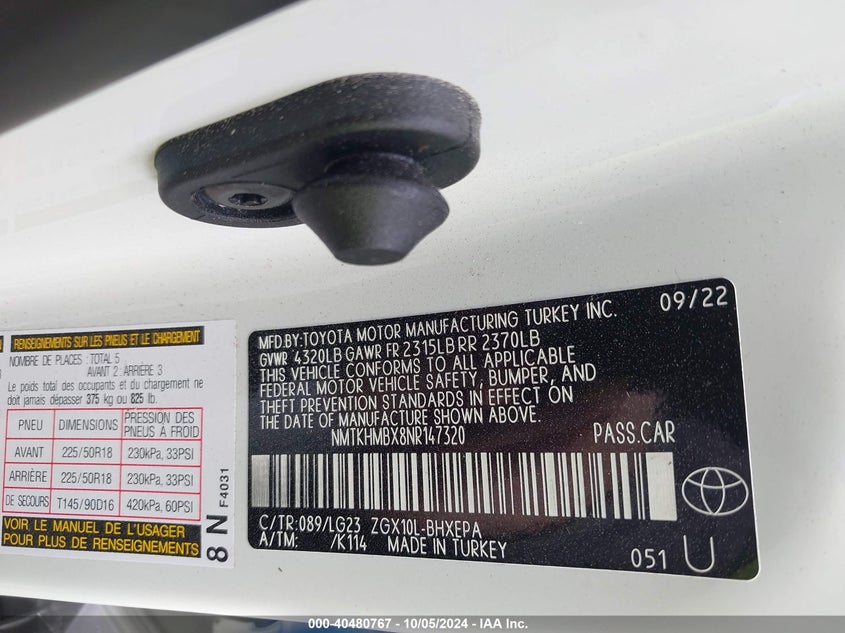 RENSEIGNEMENTS SUR LES PNEUS ET LE CHARGEMENT
NOMBRE DE PLACES : TOTAL 5
AVANT 2 : ARRIÈRE 3
Le poids total des occupants et du chargement ne
doit jamais dépasser 375 kg ou 825 lb.
PNEU DIMENSIONS PRESSION DES PNEUS À FROID
AVANT 225/50R18 230kPa, 33PSI
ARRIÈRE 225/50R18 230kPa, 33PSI
DE SECOURS T145/90D16 420kPa, 60PSI
VOIR LE MANUEL DE L'USAGER
POUR PLUS DE RENSEIGNEMENTS
8 N F4031
09/22
MFD.BY:TOYOTA MOTOR MANUFACTURING TURKEY INC.
GVWR 4320LB GAWR FR 2315LB RR 2370LB
THIS VEHICLE CONFORMS TO ALL APPLICABLE
FEDERAL MOTOR VEHICLE SAFETY, BUMPER, AND
THEFT PREVENTION STANDARDS IN EFFECT ON
THE DATE OF MANUFACTURE SHOWN ABOVE.
NMTKHMBX8NR147320 PASS.CAR
C/TR:089/LG23 ZGX10L-BHXEPA
A/TM: /K114 MADE IN TURKEY
051 U
000-40480767 - 10/05/2024 - IAA Inc.